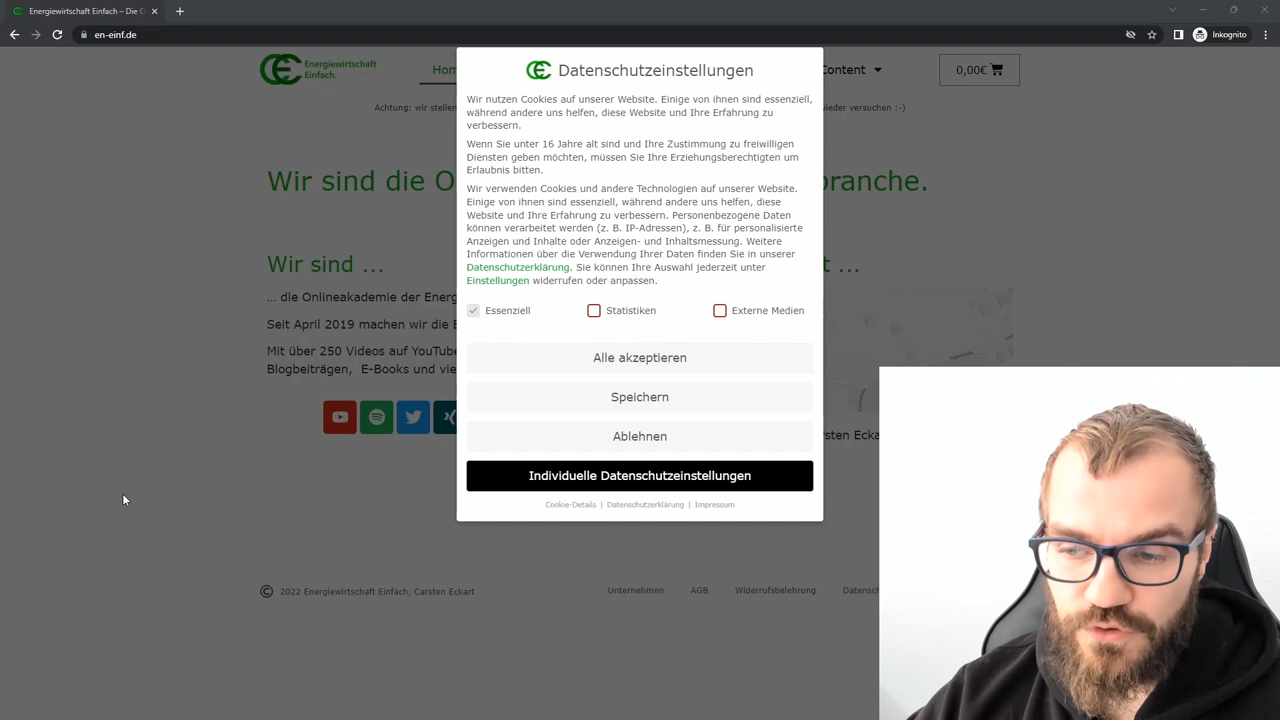 Energiewirtschaft Einfach – Die O
en-einf.de
Inkognito
Energiewirtschaft
Einfach.
Hom
Content
0,00€
Achtung: wir stellen
ieder versuchen :-)
Wir sind die O
branche.
Wir sind ...
t ...
... die Onlineakademie der Energ
Seit April 2019 machen wir die E
Mit über 250 Videos auf YouTube
Blogbeiträgen, E-Books und vie
rsten Eckar
Datenschutzeinstellungen
Wir nutzen Cookies auf unserer Website. Einige von ihnen sind essenziell,
während andere uns helfen, diese Website und Ihre Erfahrung zu
verbessern.
Wenn Sie unter 16 Jahre alt sind und Ihre Zustimmung zu freiwilligen
Diensten geben möchten, müssen Sie Ihre Erziehungsberechtigten um
Erlaubnis bitten.
Wir verwenden Cookies und andere Technologien auf unserer Website.
Einige von ihnen sind essenziell, während andere uns helfen, diese
Website und Ihre Erfahrung zu verbessern. Personenbezogene Daten
können verarbeitet werden (z. B. IP-Adressen), z. B. für personalisierte
Anzeigen und Inhalte oder Anzeigen- und Inhaltsmessung. Weitere
Informationen über die Verwendung Ihrer Daten finden Sie in unserer
Datenschutzerklärung. Sie können Ihre Auswahl jederzeit unter
Einstellungen widerrufen oder anpassen.
Essenziell Statistiken Externe Medien
Alle akzeptieren
Speichern
Ablehnen
Individuelle Datenschutzeinstellungen
Cookie-Details | Datenschutzerklärung | Impressum
© 2022 Energiewirtschaft Einfach, Carsten Eckart
Unternehmen AGB Widerrufsbelehrung Datensch